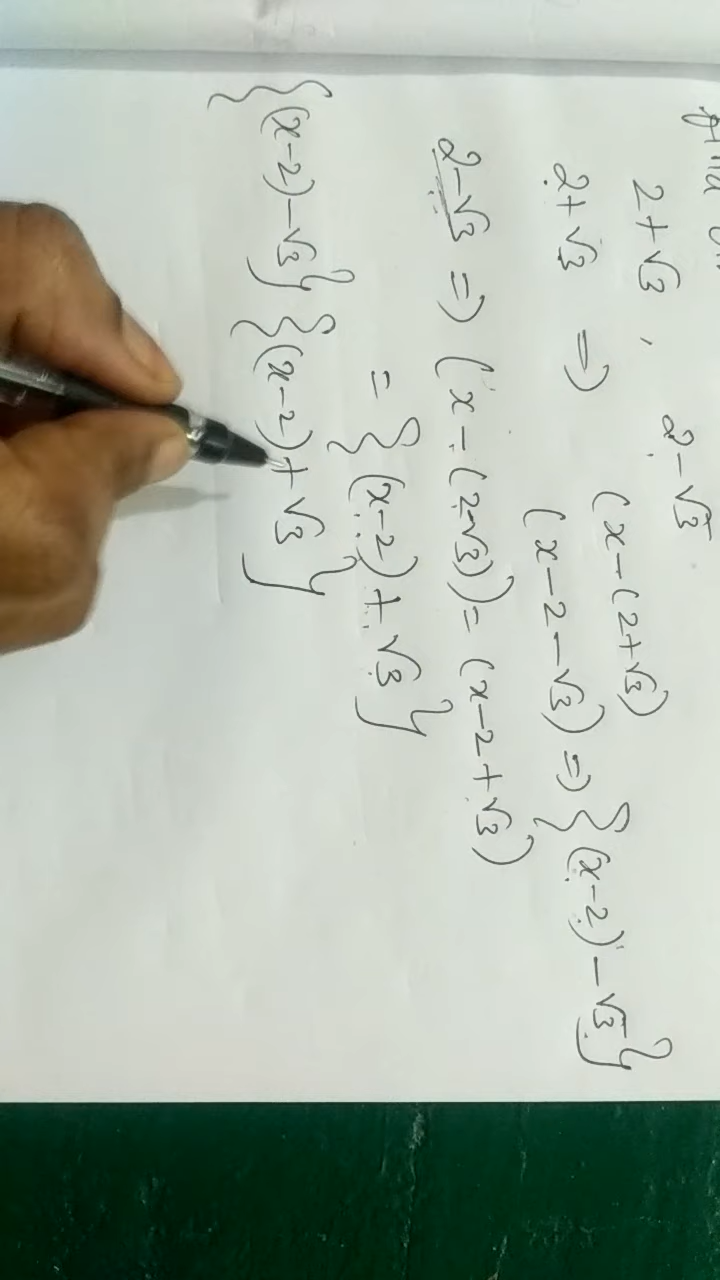 2+√3, 2-√3
(x-(2+√3)
2+√3 => (x-2-√3) => {(x-2)-√3}
2-√3 => (x-(2-√3)) = (x-2+√3)
= {(x-2)+√3}
{(x-2)-√3} {(x-2)+√3}